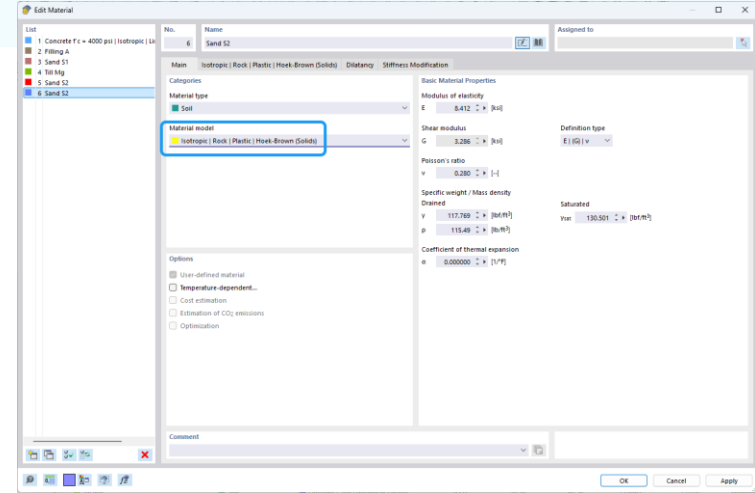 Edit Material
List
1 Concrete f'c = 4000 psi | Isotropic | Lin
2 Filling A
3 Sand S1
4 Till Mg
5 Sand S2
6 Sand S2
No.
6
Name
Sand S2
Assigned to
Main
Isotropic | Rock | Plastic | Hoek-Brown (Solids)
Dilatancy
Stiffness Modification
Categories
Material type
Soil
Material model
Isotropic | Rock | Plastic | Hoek-Brown (Solids)
Options
User-defined material
Temperature-dependent...
Cost estimation
Estimation of CO₂ emissions
Optimization
Basic Material Properties
Modulus of elasticity
E 8.412 [ksi]
Shear modulus
G 3.286 [ksi]
Definition type
E | (G) | ν
Poisson's ratio
ν 0.280 [--]
Specific weight / Mass density
Drained
γ 117.769 [lbf/ft³]
ρ 115.49 [lb/ft³]
Saturated
γsat 130.501 [lbf/ft³]
Coefficient of thermal expansion
α 0.000000 [1/°F]
Comment
OK
Cancel
Apply